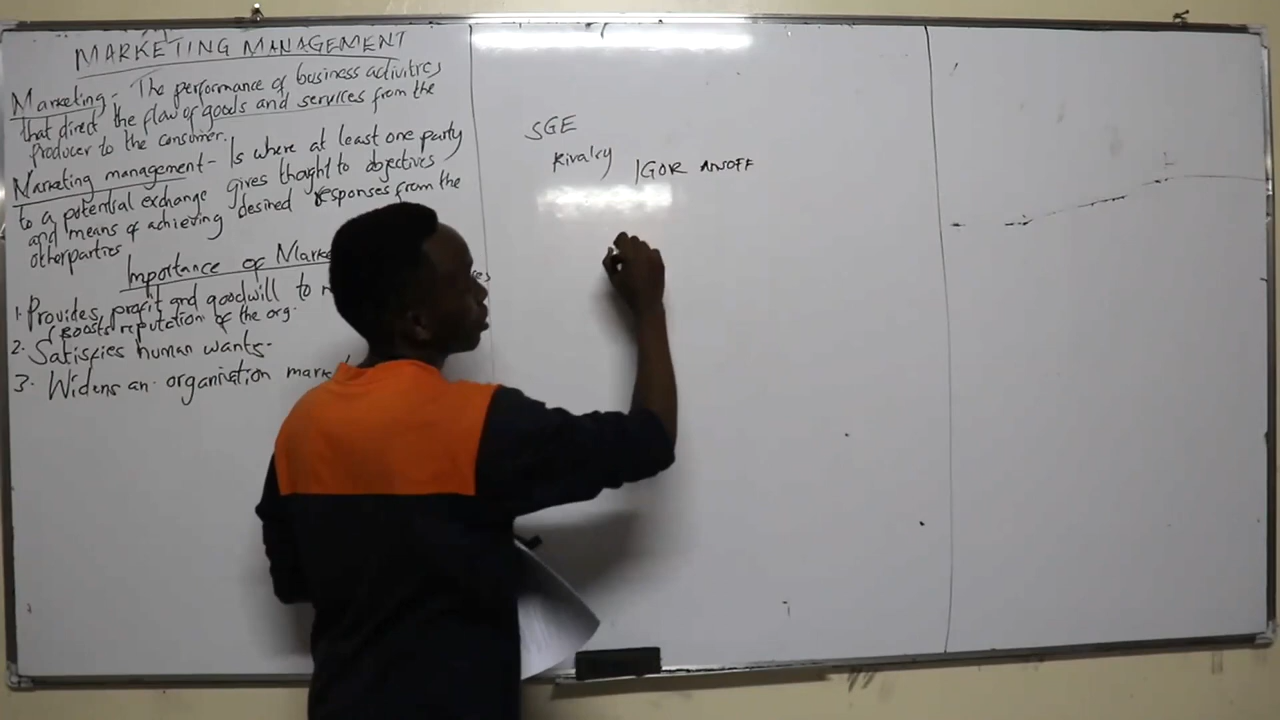 MARKETING MANAGEMENT
Marketing - The performance of business activities
that direct the flow of goods and services from the
producer to the consumer.
Marketing management - Is where at least one party
to a potential exchange gives thought to objectives
and means of achieving desired responses from the
other parties
Importance of Marke
1. Provides profit and goodwill to
(Boosts reputation of the org.
2. Satisfies human wants.
3. Widens an organisation mark
SGE
Rivalry
IGOR ANSOFF